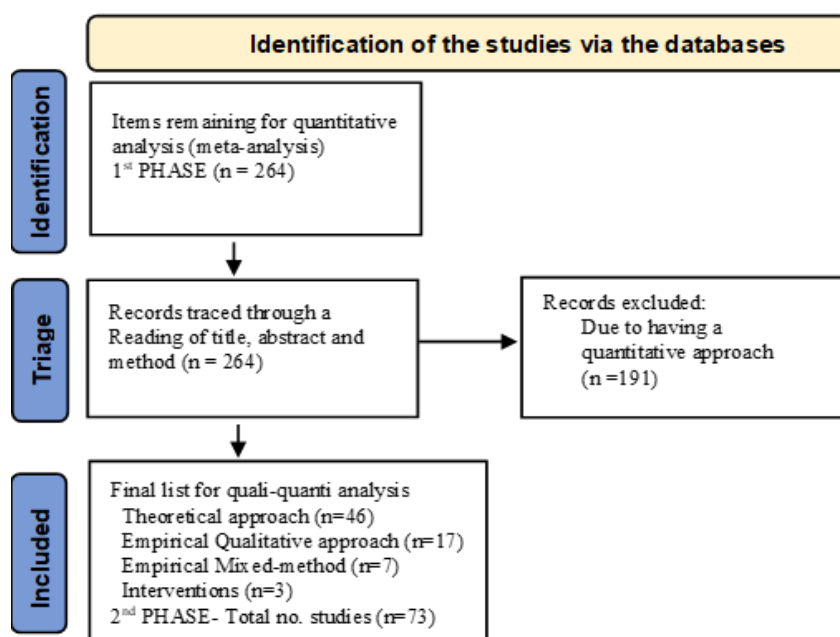 Identification of the studies via the databases
Identification
Items remaining for quantitative
analysis (meta-analysis)
1st PHASE (n = 264)
Triage
Records traced through a
Reading of title, abstract and
method (n = 264)
Records excluded:
Due to having a
quantitative approach
(n =191)
Included
Final list for quali-quanti analysis
Theoretical approach (n=46)
Empirical Qualitative approach (n=17)
Empirical Mixed-method (n=7)
Interventions (n=3)
2nd PHASE- Total no. studies (n=73)